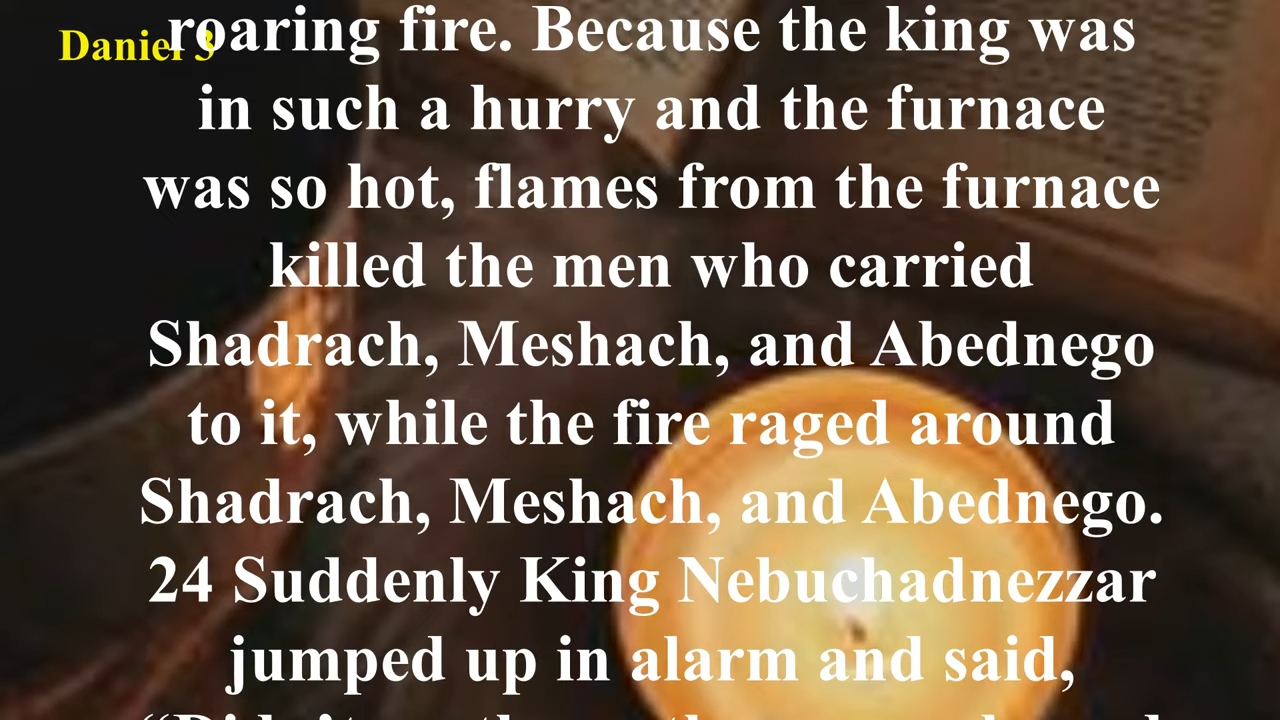 Daniel 3
roaring fire. Because the king was
in such a hurry and the furnace
was so hot, flames from the furnace
killed the men who carried
Shadrach, Meshach, and Abednego
to it, while the fire raged around
Shadrach, Meshach, and Abednego.
24 Suddenly King Nebuchadnezzar
jumped up in alarm and said,